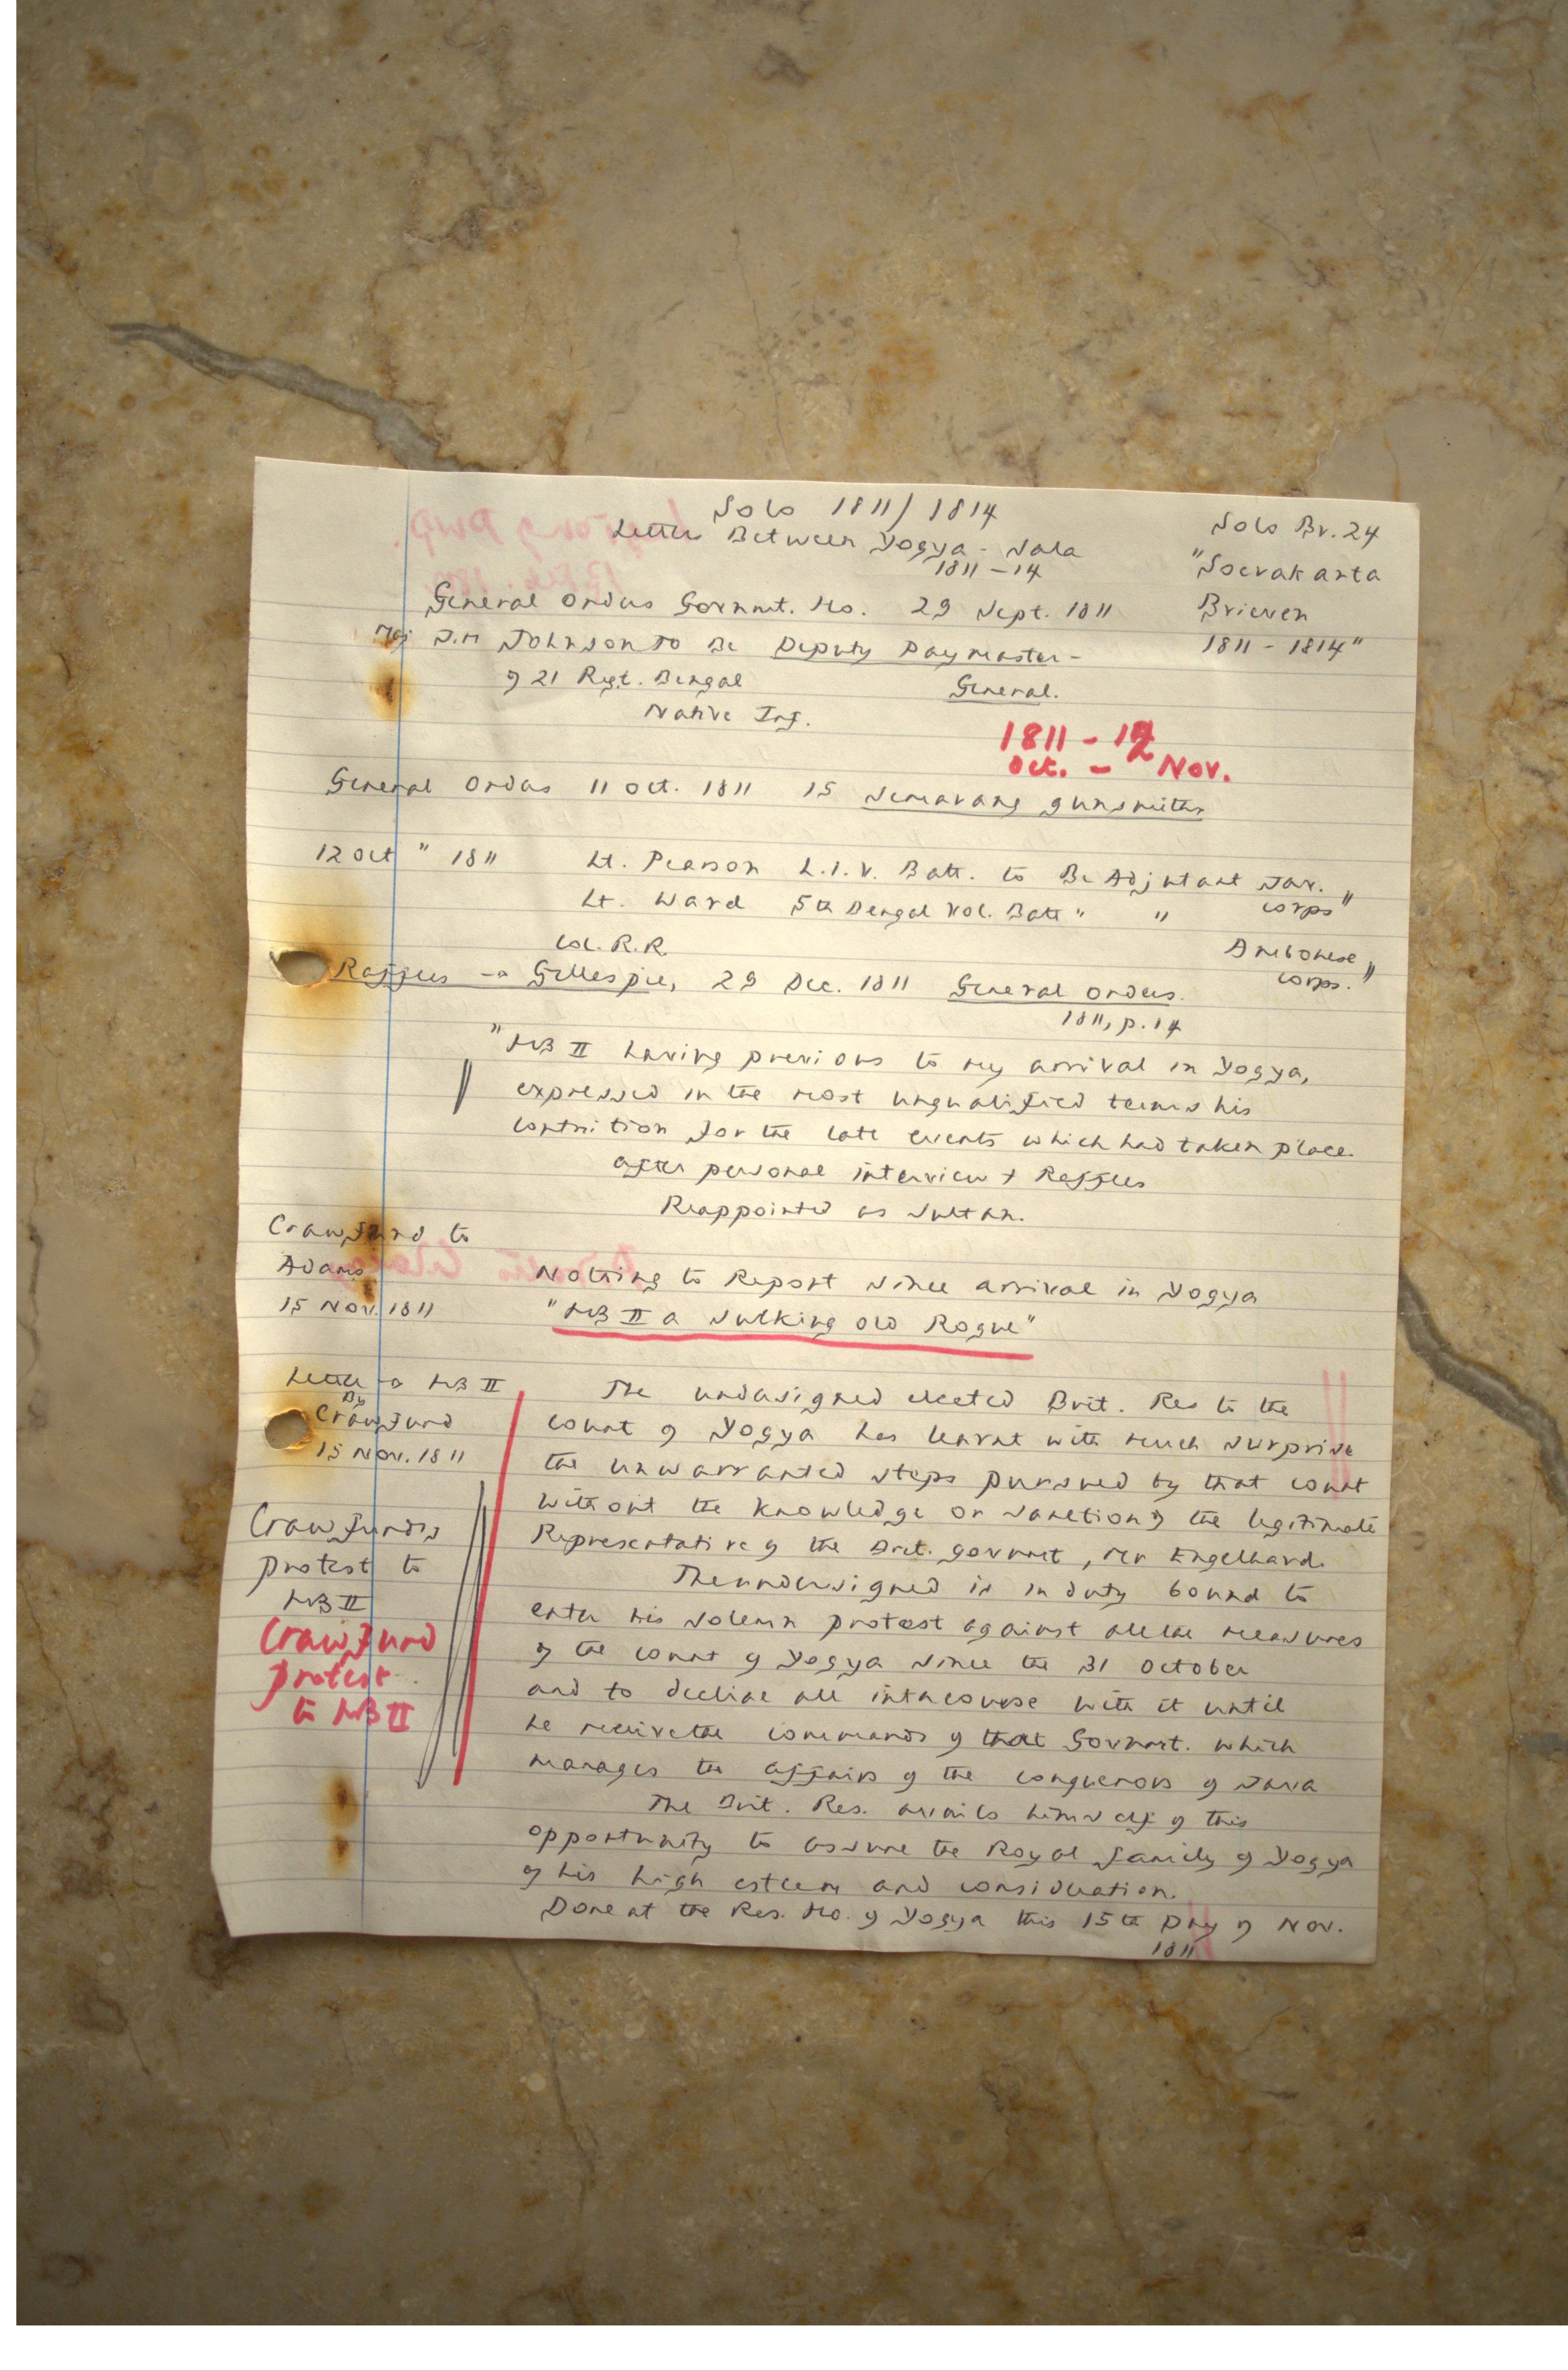 Solo 1811/1814
Solo Br. 24
Letters Between Yogya - Solo
1811 - 14
"Soerakarta
Brieven
1811 - 1814"
General Orders Govnmt. Ho. 29 Sept. 1811
Maj J.M Johnson to Be Deputy Paymaster -
General.
of 21 Regt. Bengal
Native Inf.
1811 - 12
Oct. - Nov.
General Orders 11 Oct. 1811 15 Semarang gunsmiths
12 Oct " 1811 Lt. Pearson L.I.V. Batt. to Be Adjutant Jav. corps"
Lt. Ward 5th Bengal Vol. Batt " " Ambonese corps."
Col. R.R.
Raffles → Gillespie, 29 Dec. 1811 General Orders.
1811, p. 14
"HB II having previous to my arrival in Yogya,
expressed in the most unqualified terms his
contrition for the late events which had taken place.
after personal interview + Raffles
Reappointed as Sultan.
Crawfurd to
Adams
15 Nov. 1811
Nothing to Report since arrival in Yogya
"HB II a sulking old Rogue"
Letter → HB II
By
Crawfurd
15 Nov. 1811
Crawfurd's
protest to
HB II
Crawfurd
protest
to HB II
The undersigned elected Brit. Res to the
court of Yogya has learnt with much surprise
the unwarranted steps pursued by that court
without the knowledge or sanction of the legitimate
Representative of the Brit. govnmt, Mr Engelhard.
The undersigned is in duty bound to
enter his solemn protest against all the measures
of the court of Yogya since the 31 October
and to decline all intercourse with it until
he receive the commands of that Govnmt. which
manages the affairs of the conquerors of Java
The Brit. Res. avails himself of this
opportunity to assure the Royal family of Yogya
of his high esteem and consideration.
Done at the Res. Ho. of Yogya this 15th Day of Nov.
1811